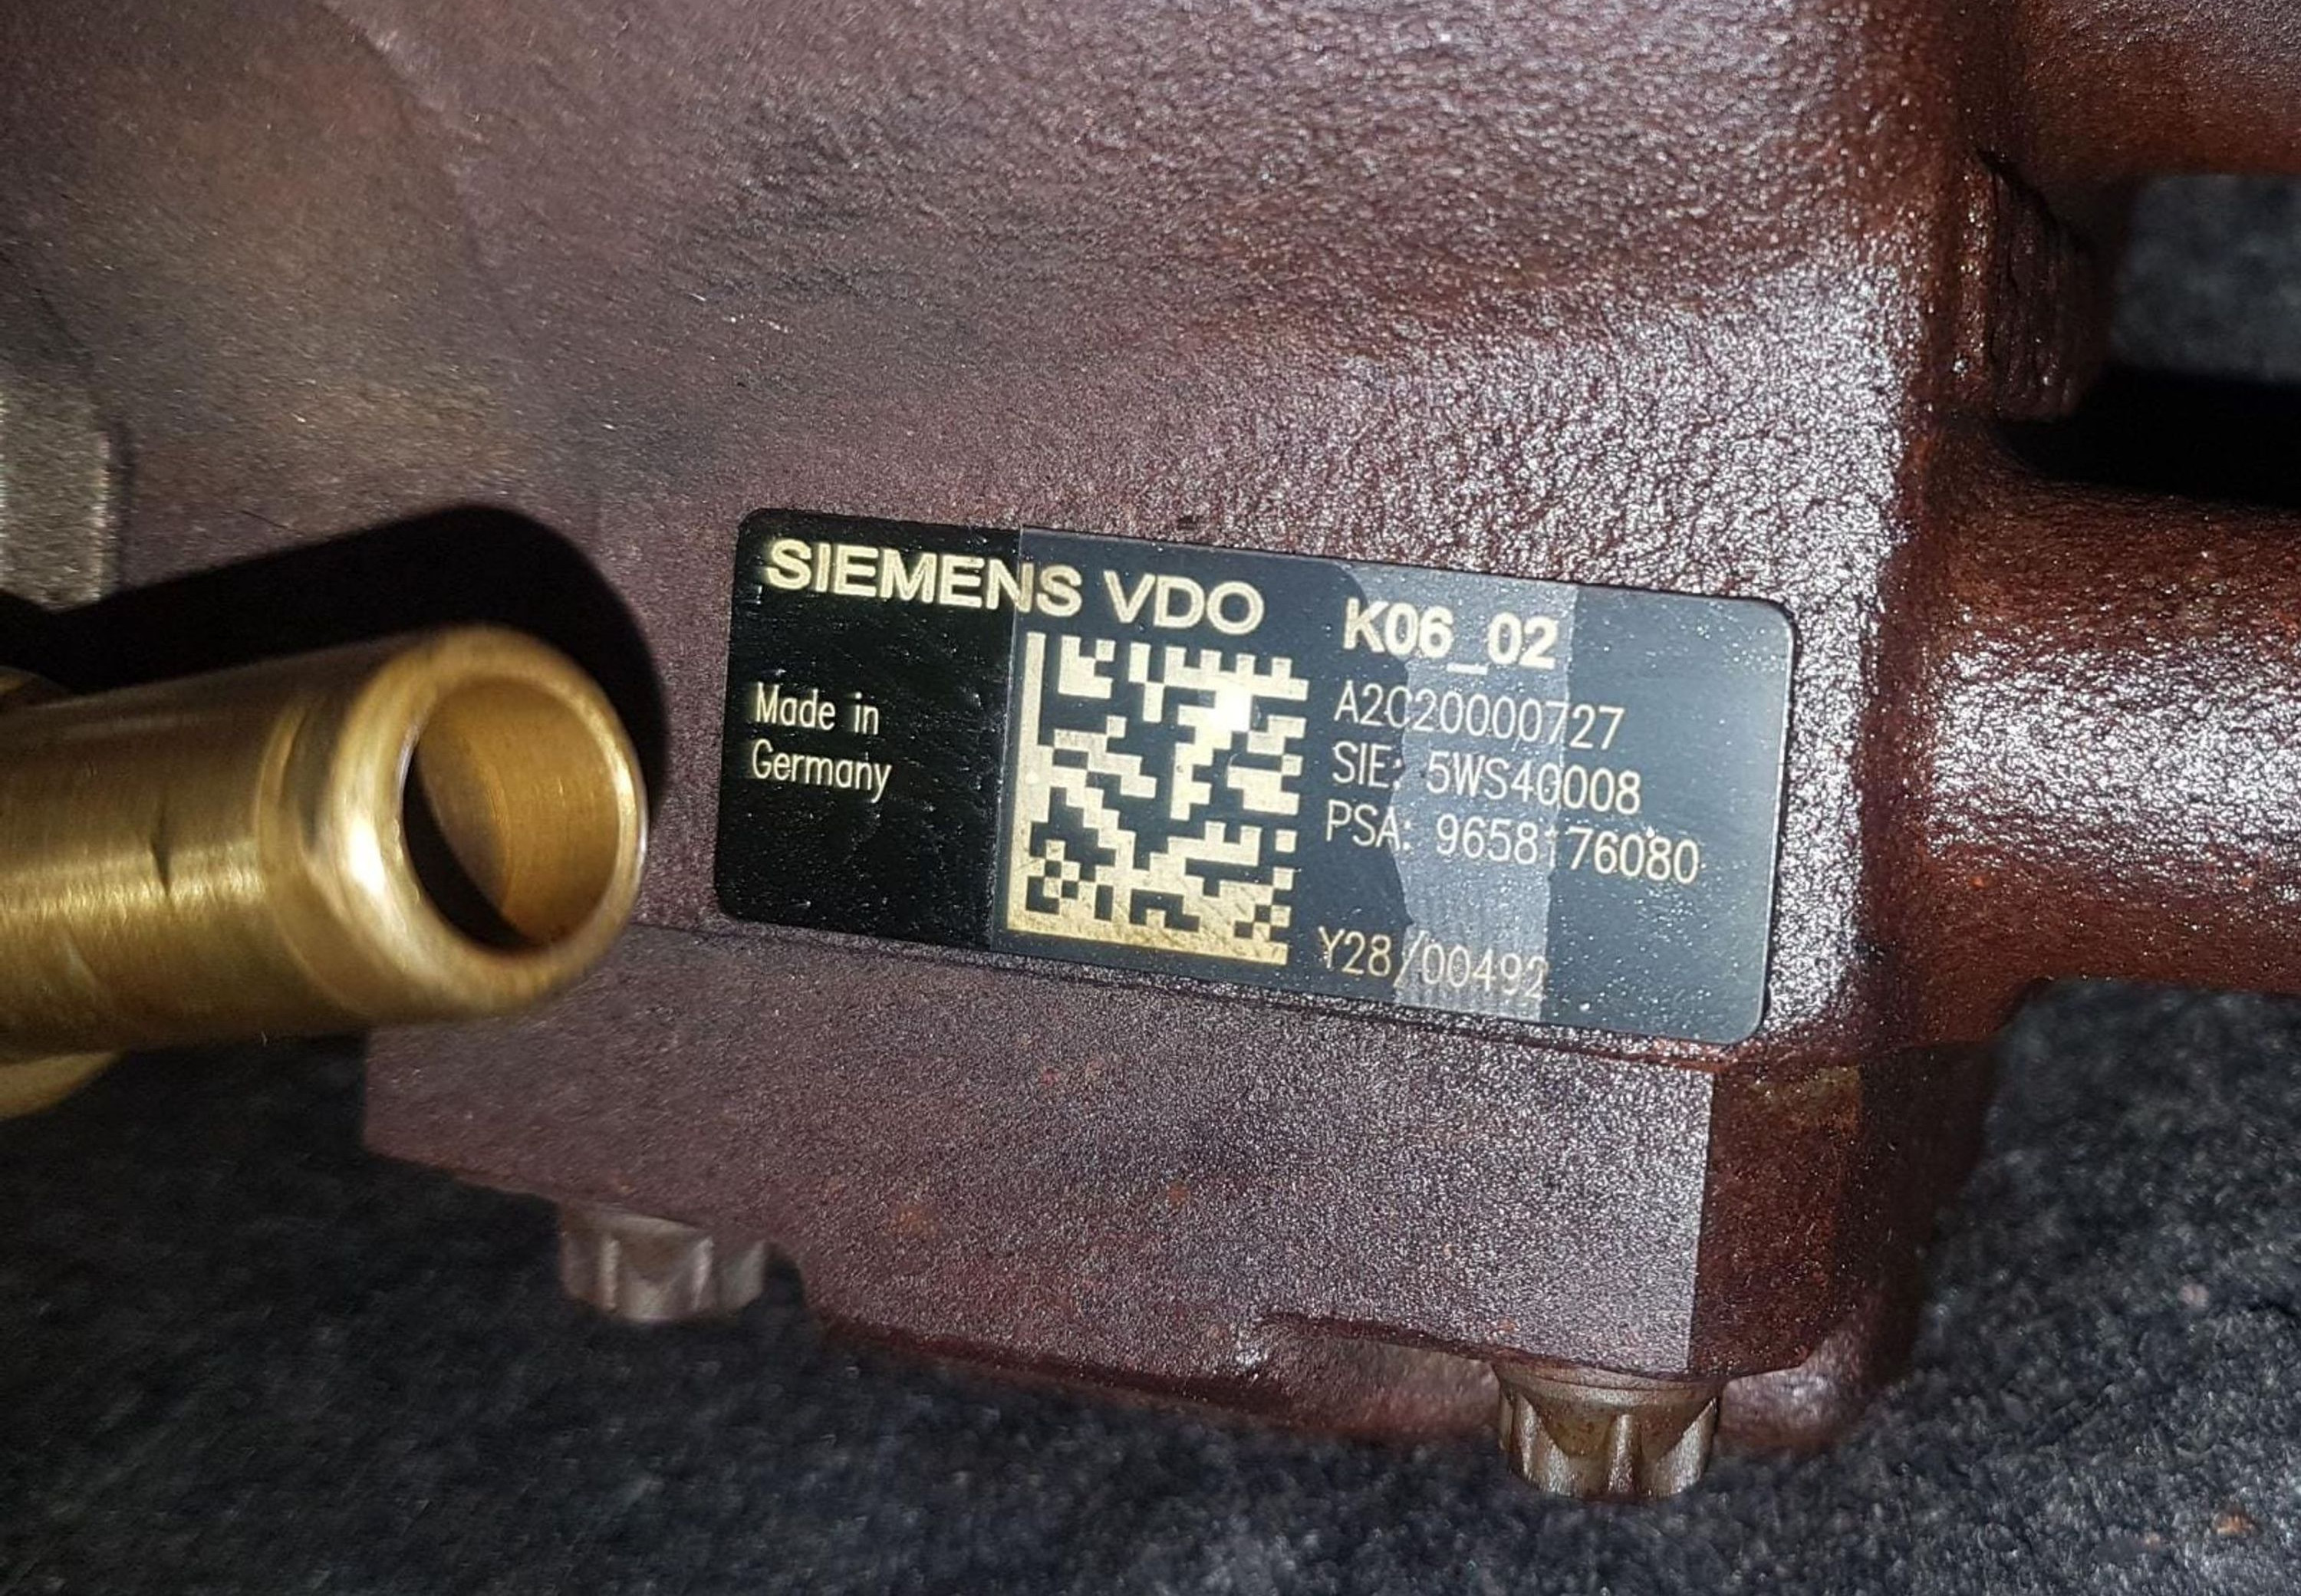 SIEMENS VDO K06_02
Made in
Germany
A2C20000727
SIE: 5WS40008
PSA: 9658176080
Y28/00492